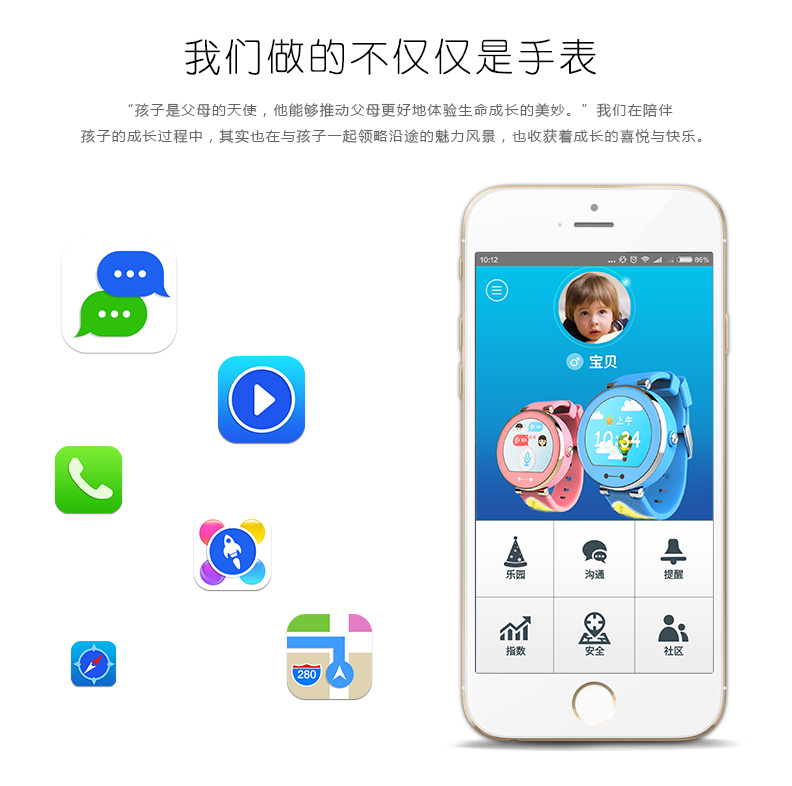 我们做的不仅仅是手表
“孩子是父母的天使，他能够推动父母更好地体验生命成长的美妙。”我们在陪伴
孩子的成长过程中，其实也在与孩子一起领略沿途的魅力风景，也收获着成长的喜悦与快乐。
10:12
86%
宝贝
上午
10:34
280
乐园
沟通
提醒
指数
安全
社区